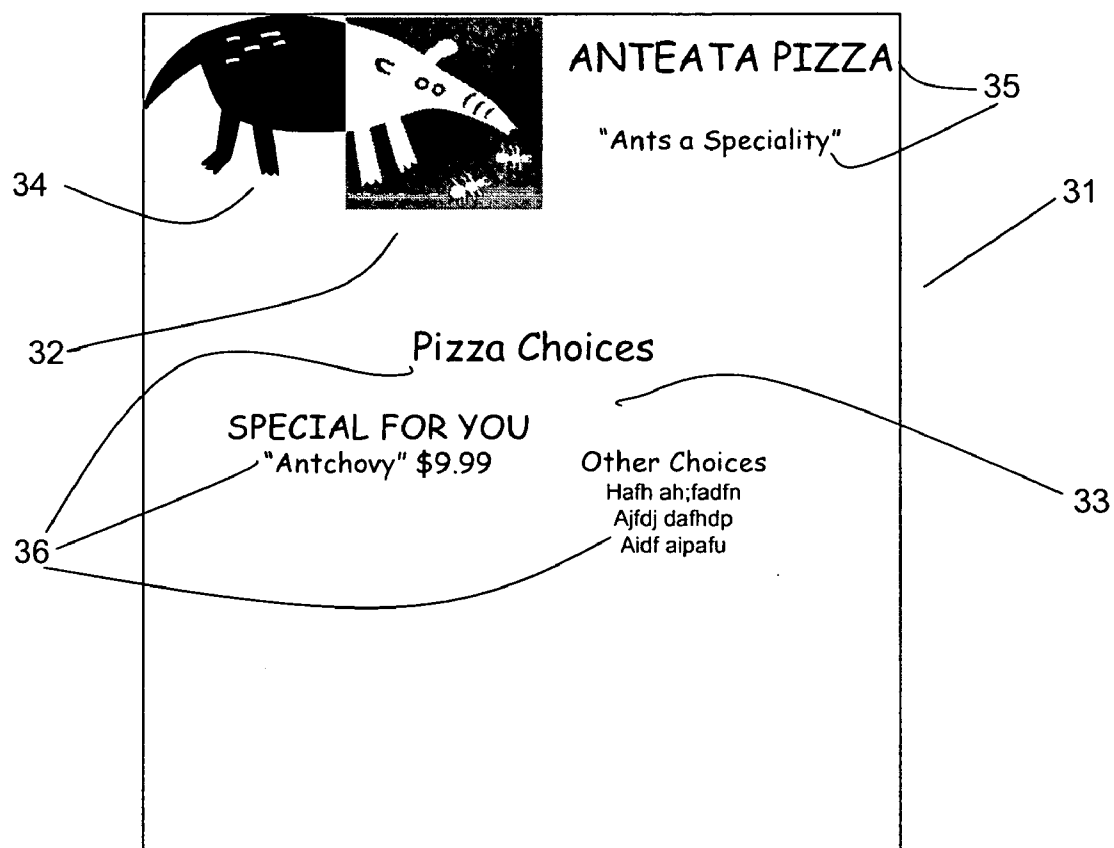 ANTEATA PIZZA
35
“Ants a Speciality”
34
31
32
Pizza Choices
SPECIAL FOR YOU
“Antchovy” $9.99
Other Choices
Hafh ah;fadfn
33
Ajfdj dafhdp
36
Aidf aipafu